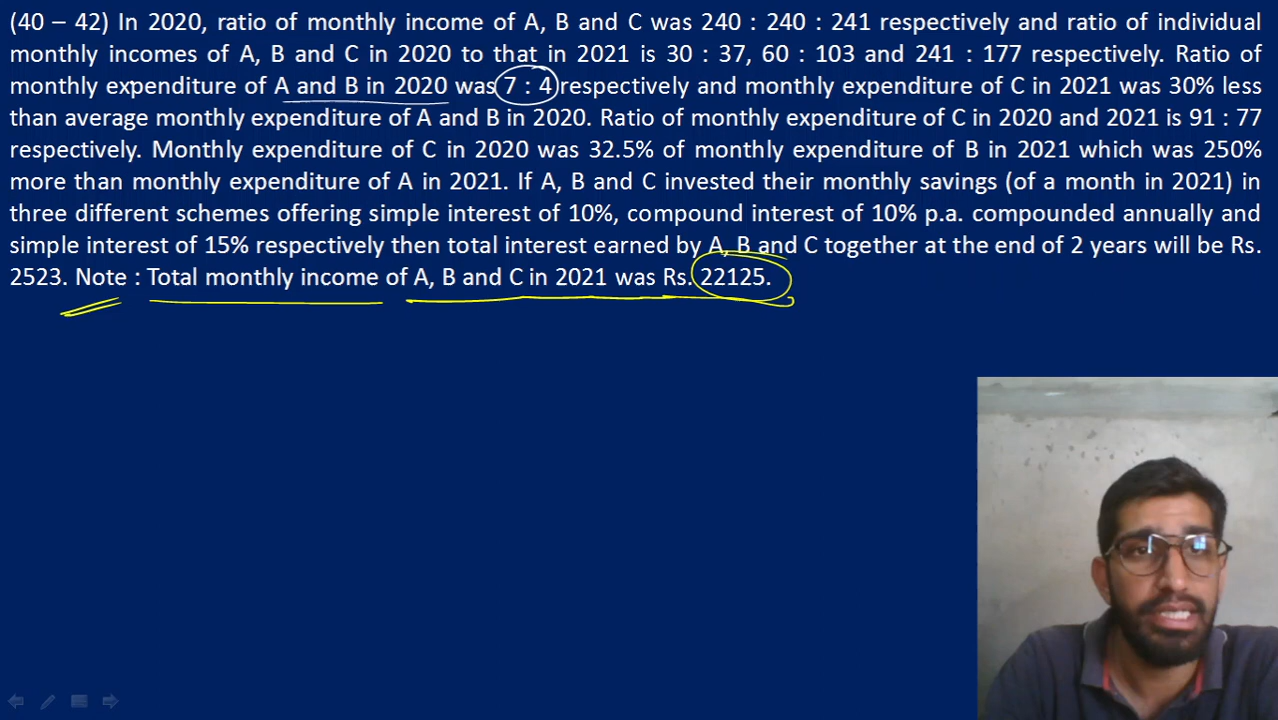 (40 – 42) In 2020, ratio of monthly income of A, B and C was 240 : 240 : 241 respectively and ratio of individual
monthly incomes of A, B and C in 2020 to that in 2021 is 30 : 37, 60 : 103 and 241 : 177 respectively. Ratio of
monthly expenditure of A and B in 2020 was 7 : 4 respectively and monthly expenditure of C in 2021 was 30% less
than average monthly expenditure of A and B in 2020. Ratio of monthly expenditure of C in 2020 and 2021 is 91 : 77
respectively. Monthly expenditure of C in 2020 was 32.5% of monthly expenditure of B in 2021 which was 250%
more than monthly expenditure of A in 2021. If A, B and C invested their monthly savings (of a month in 2021) in
three different schemes offering simple interest of 10%, compound interest of 10% p.a. compounded annually and
simple interest of 15% respectively then total interest earned by A, B and C together at the end of 2 years will be Rs.
2523. Note : Total monthly income of A, B and C in 2021 was Rs. 22125.